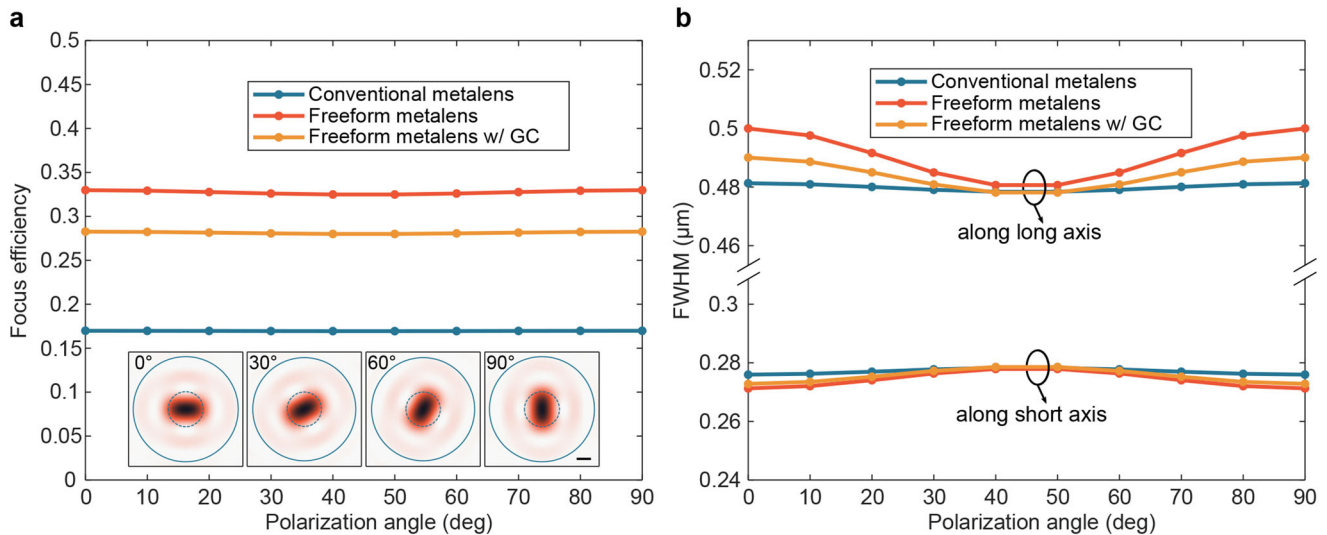 a
0.5
0.45
0.4
0.35
0.3
0.25
0.2
0.15
0.1
0.05
0
Focus efficiency
Conventional metalens
Freeform metalens
Freeform metalens w/ GC
0°
30°
60°
90°
0 10 20 30 40 50 60 70 80 90
Polarization angle (deg)
b
0.52
0.5
0.48
0.46
0.3
0.28
0.26
0.24
FWHM (μm)
Conventional metalens
Freeform metalens
Freeform metalens w/ GC
along long axis
along short axis
0 10 20 30 40 50 60 70 80 90
Polarization angle (deg)